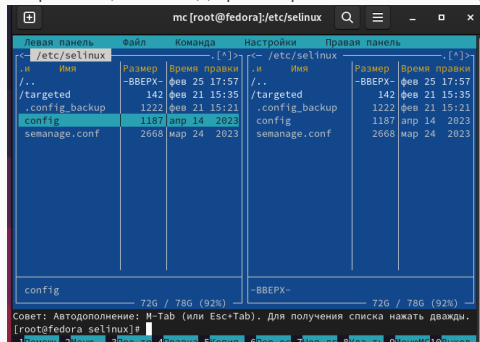 mc [root@fedora]:/etc/selinux
Левая панель Файл Команда Настройки Правая панель
<— /etc/selinux .[^]> <— /etc/selinux .[^]>
.и Имя Размер Время правки .и Имя Размер Время правки
/.. -ВВЕРХ- фев 25 17:57 /.. -ВВЕРХ- фев 25 17:57
/targeted 142 фев 21 15:35 /targeted 142 фев 21 15:35
.config_backup 1222 фев 21 15:21 .config_backup 1222 фев 21 15:21
config 1187 апр 14 2023 config 1187 апр 14 2023
semanage.conf 2668 мар 24 2023 semanage.conf 2668 мар 24 2023
config -ВВЕРХ-
72G / 78G (92%) 72G / 78G (92%)
Совет: Автодополнение: M-Tab (или Esc+Tab). Для получения списка нажать дважды.
[root@fedora selinux]#